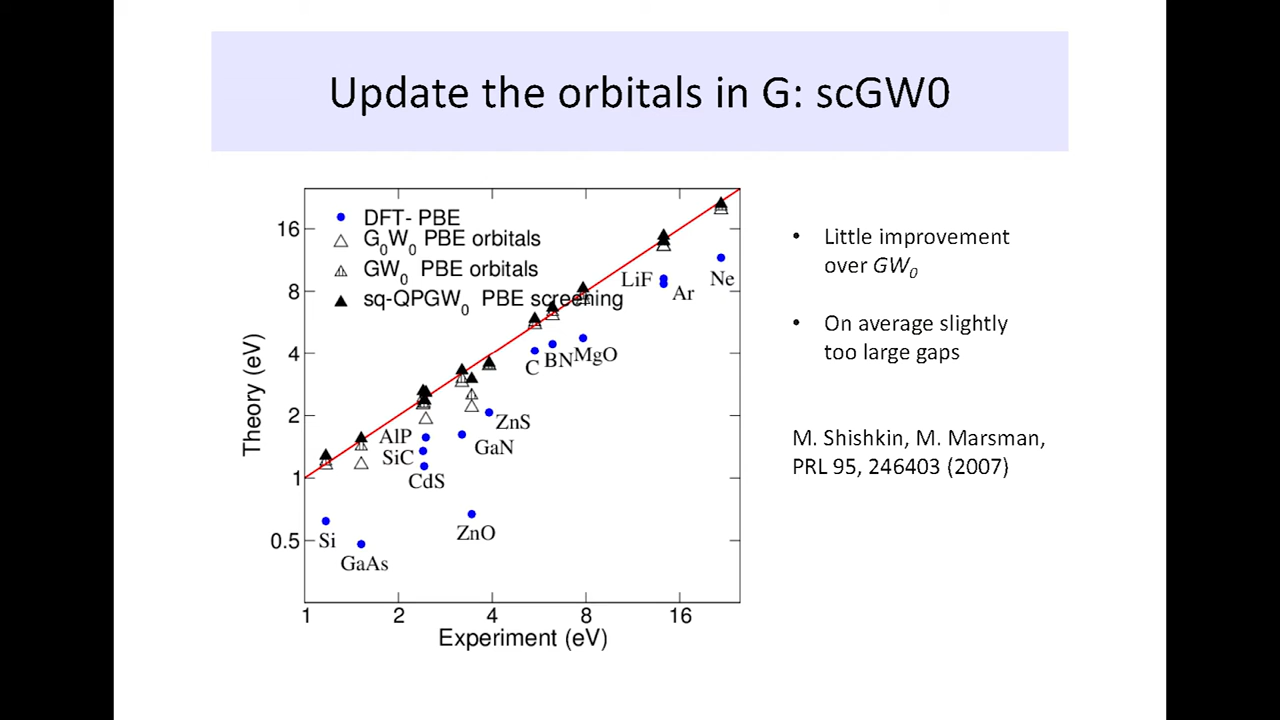 Update the orbitals in G: scGW0
DFT- PBE
G0W0 PBE orbitals
GW0 PBE orbitals
sq-QPGW0 PBE screening
Theory (eV)
16
8
4
2
1
0.5
LiF
Ar
Ne
C
BN
MgO
ZnS
GaN
AlP
SiC
CdS
ZnO
Si
GaAs
1
2
4
8
16
Experiment (eV)
• Little improvement
over GW0
• On average slightly
too large gaps
M. Shishkin, M. Marsman,
PRL 95, 246403 (2007)